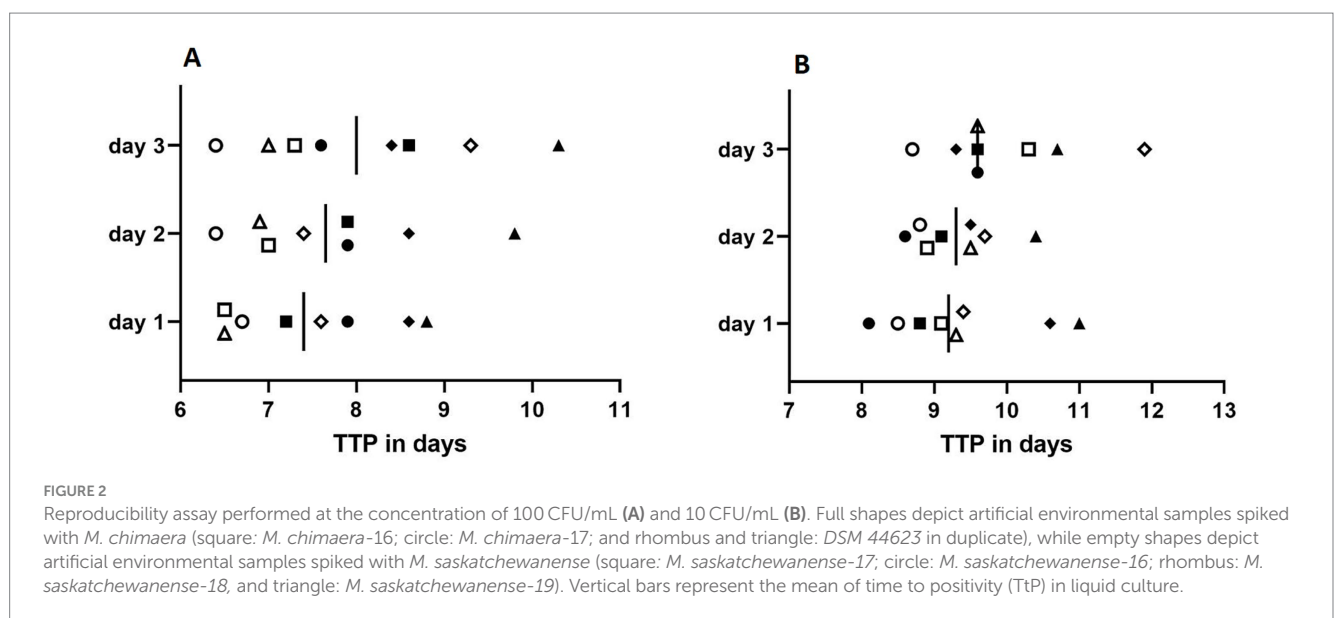 A
day 3
day 2
day 1
6 7 8 9 10 11
TTP in days
B
day 3
day 2
day 1
7 8 9 10 11 12 13
TTP in days
FIGURE 2
Reproducibility assay performed at the concentration of 100 CFU/mL (A) and 10 CFU/mL (B). Full shapes depict artificial environmental samples spiked
with M. chimaera (square: M. chimaera-16; circle: M. chimaera-17; and rhombus and triangle: DSM 44623 in duplicate), while empty shapes depict
artificial environmental samples spiked with M. saskatchewanense (square: M. saskatchewanense-17; circle: M. saskatchewanense-16; rhombus: M.
saskatchewanense-18, and triangle: M. saskatchewanense-19). Vertical bars represent the mean of time to positivity (TtP) in liquid culture.